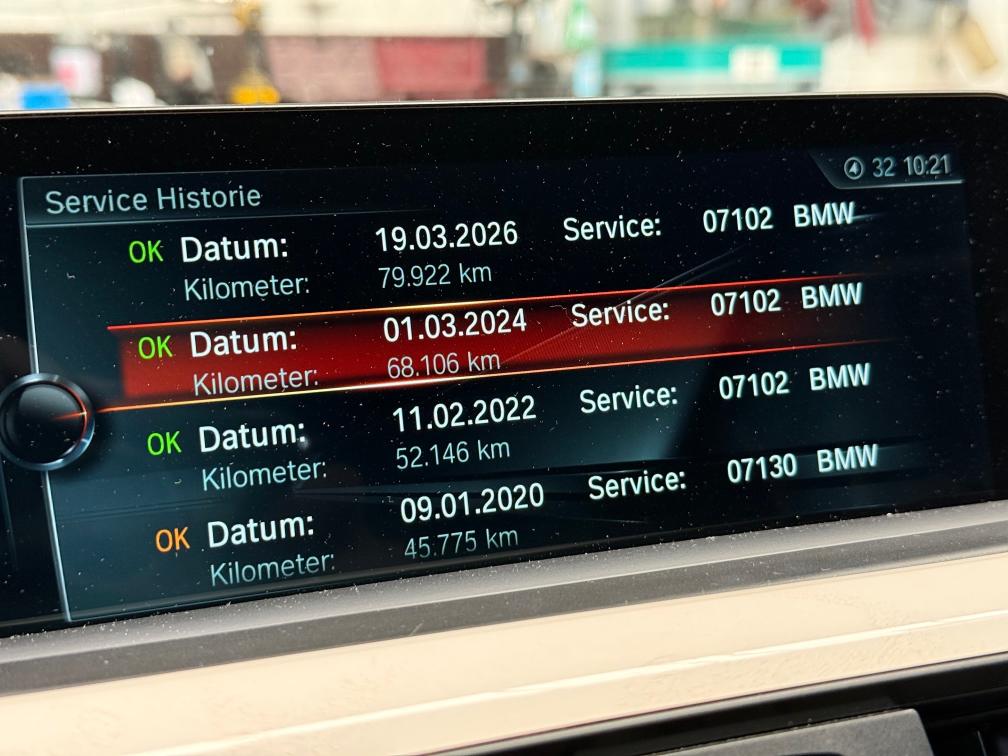 32 10:21
Service Historie
OK Datum: 19.03.2026 Service: 07102 BMW
Kilometer: 79.922 km
OK Datum: 01.03.2024 Service: 07102 BMW
Kilometer: 68.106 km
OK Datum: 11.02.2022 Service: 07102 BMW
Kilometer: 52.146 km
OK Datum: 09.01.2020 Service: 07130 BMW
Kilometer: 45.775 km